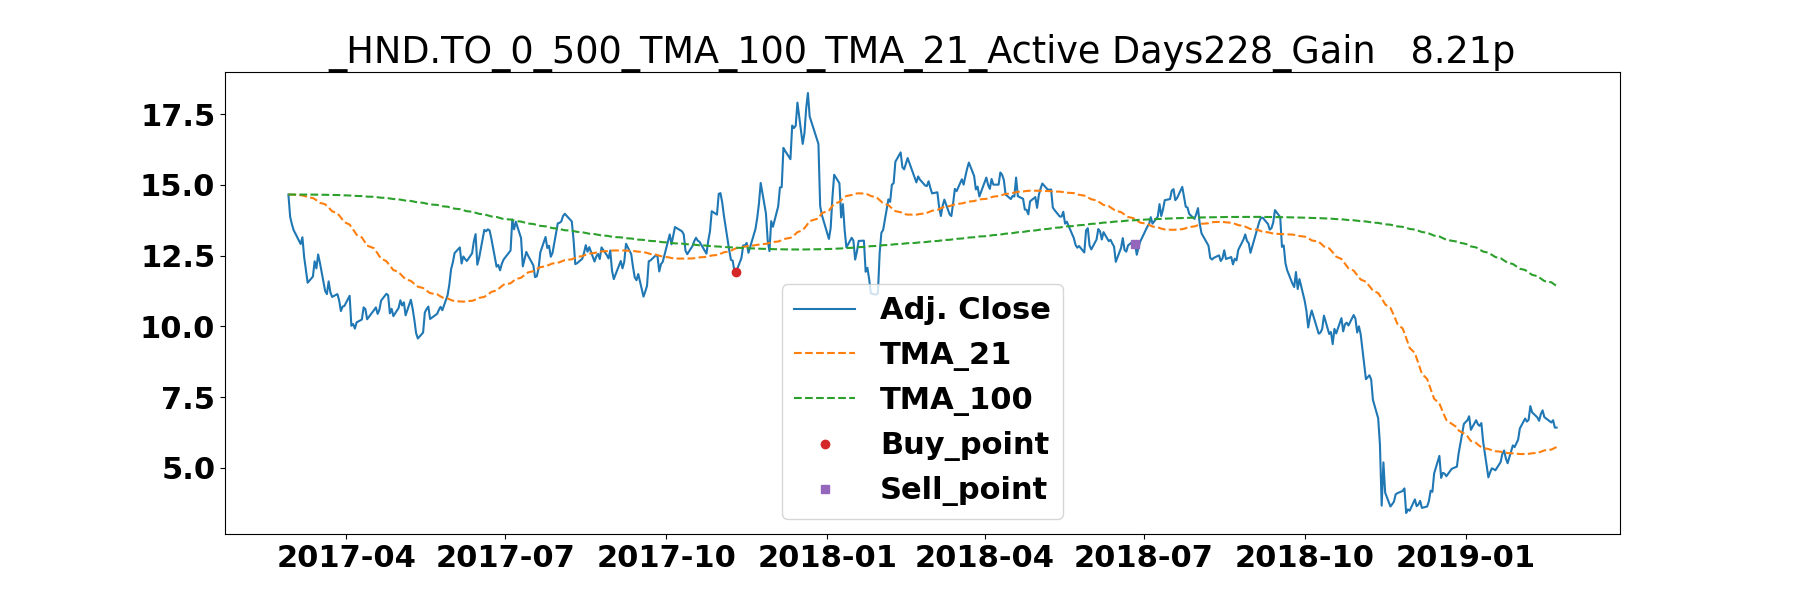 _HND.TO_0_500_TMA_100_TMA_21_Active Days228_Gain   8.21p
17.5
15.0
12.5
10.0
7.5
5.0
Adj. Close
TMA_21
TMA_100
Buy_point
Sell_point
2017-04 2017-07 2017-10 2018-01 2018-04 2018-07 2018-10 2019-01